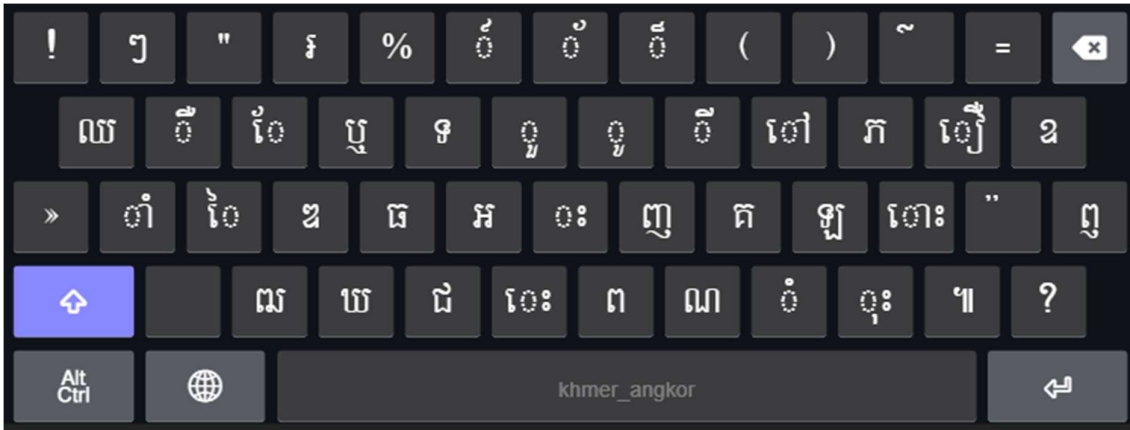 ! ៗ " ៛ % ៍ ័ ៏ ( ) ៝ =
ឈ ឺ ែ ឬ ទ ួ ូ ី ៅ ភ ឿ ឧ
» ាំ ៃ ឌ ធ អ ះ ញ គ ឡ ោះ ៉ ឮ
ឍ ឃ ជ េះ ព ណ ំ ុះ ៕ ?
Alt
Ctrl
khmer_angkor